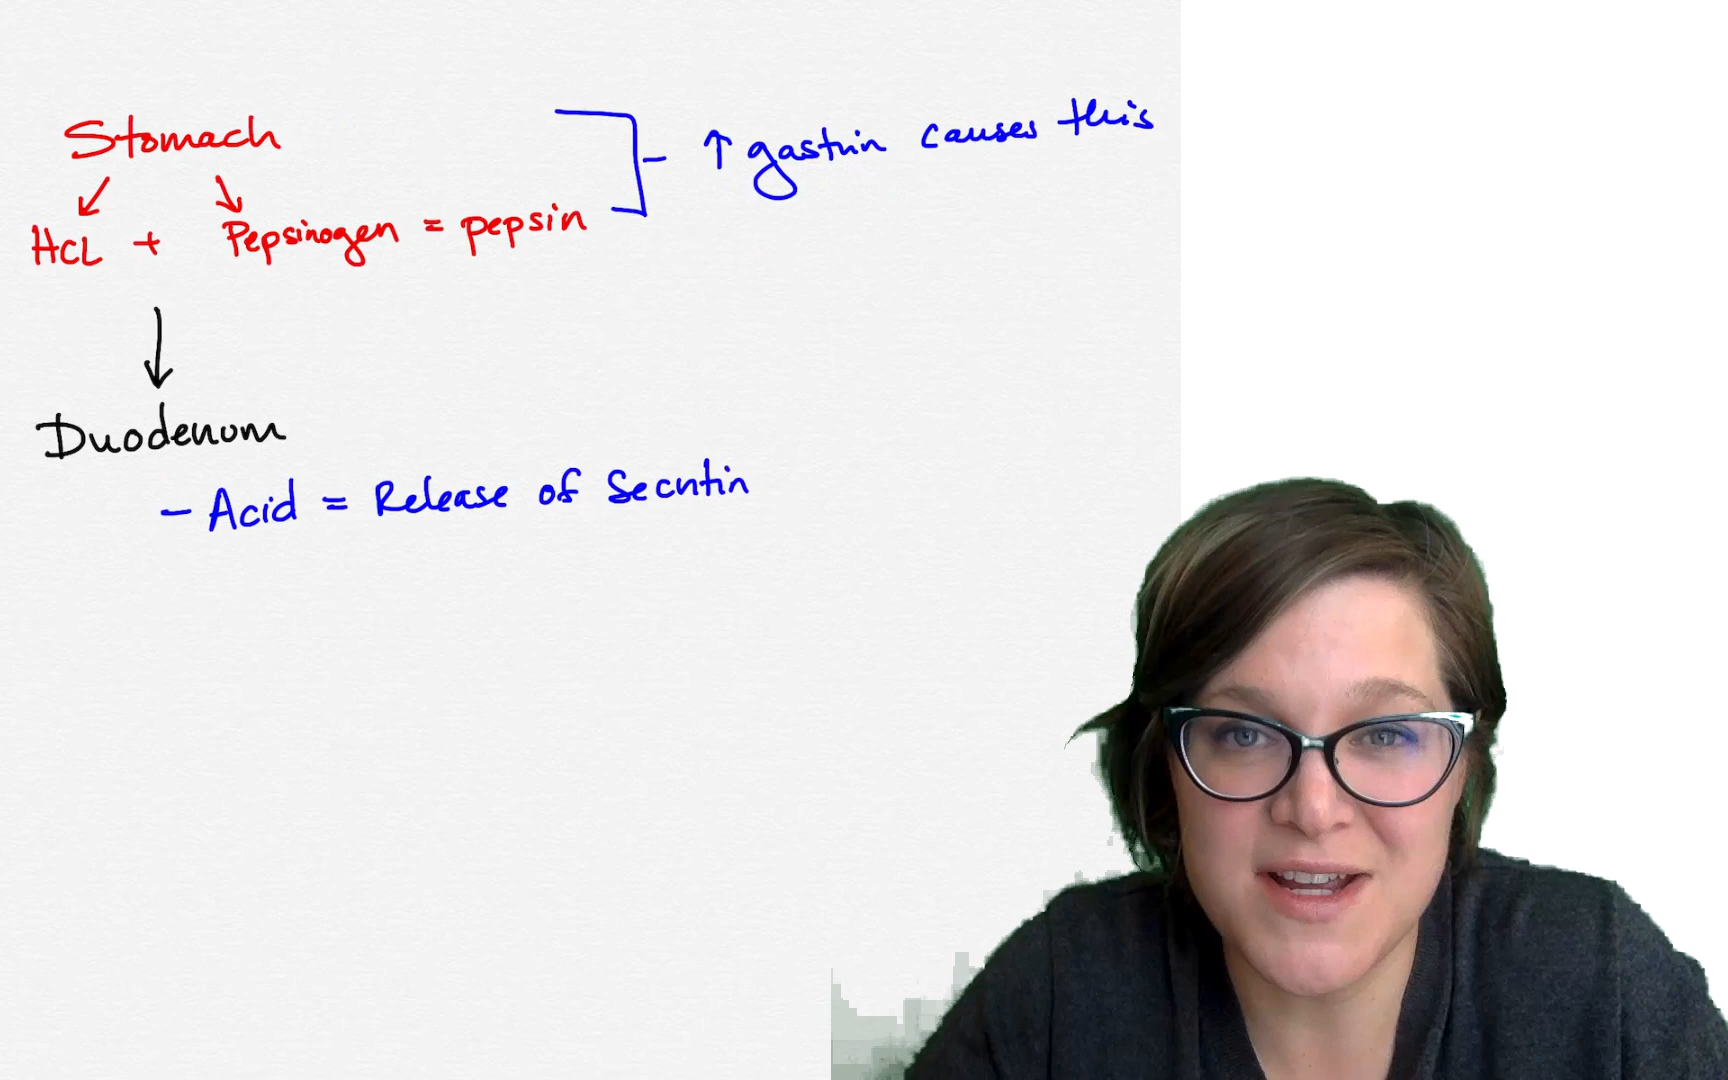 Stomach
↑ gastrin causes this
HCL + Pepsinogen = pepsin
Duodenum
- Acid = Release of Secretin